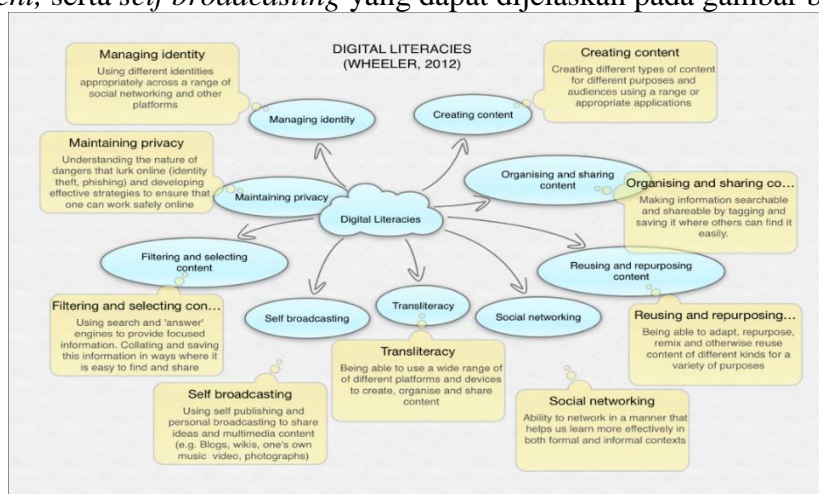 serta self broadcasting yang dapat dijelaskan pada gambar
DIGITAL LITERACIES
(WHEELER, 2012)
Managing identity
Using different identities
appropriately across a range of
social networking and other
platforms
Managing identity
Creating content
Creating content
Creating different types of content
for different purposes and
audiences using a range or
appropriate applications
Maintaining privacy
Understanding the nature of
dangers that lurk online (identity
theft, phishing) and developing
effective strategies to ensure that
one can work safely online
Maintaining privacy
Digital Literacies
Organising and sharing
content
Organising and sharing co...
Making information searchable
and shareable by tagging and
saving it where others can find it
easily.
Filtering and selecting
content
Filtering and selecting con...
Using search and 'answer'
engines to provide focused
information. Collating and saving
this information in ways where it
is easy to find and share
Reusing and repurposing
content
Reusing and repurposing...
Being able to adapt, repurpose,
remix and otherwise reuse
content of different kinds for a
variety of purposes
Self broadcasting
Self broadcasting
Using self publishing and
personal broadcasting to share
ideas and multimedia content
(e.g. Blogs, wikis, one's own
music video, photographs)
Transliteracy
Transliteracy
Being able to use a wide range of
of different platforms and devices
to create, organise and share
content
Social networking
Social networking
Ability to network in a manner that
helps us learn more effectively in
both formal and informal contexts